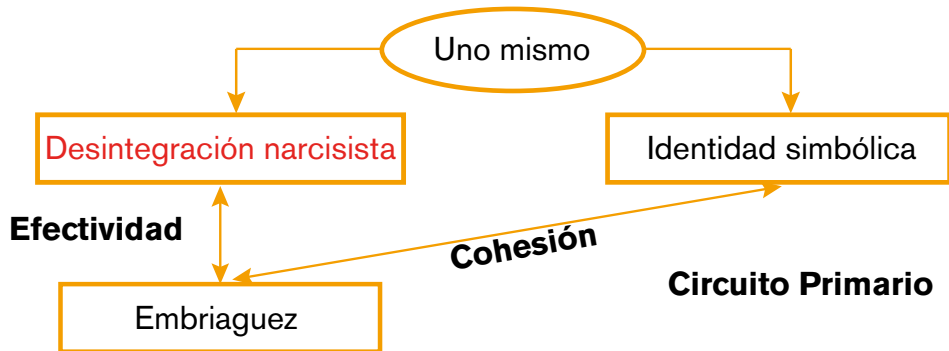 Uno mismo
Desintegración narcisista
Identidad simbólica
Efectividad
Cohesión
Circuito Primario
Embriaguez